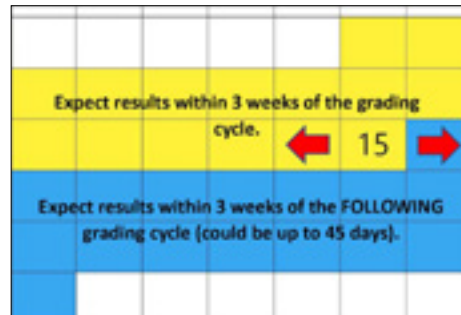 Expect results within 3 weeks of the grading
cycle.
15
Expect results within 3 weeks of the FOLLOWING
grading cycle (could be up to 45 days).